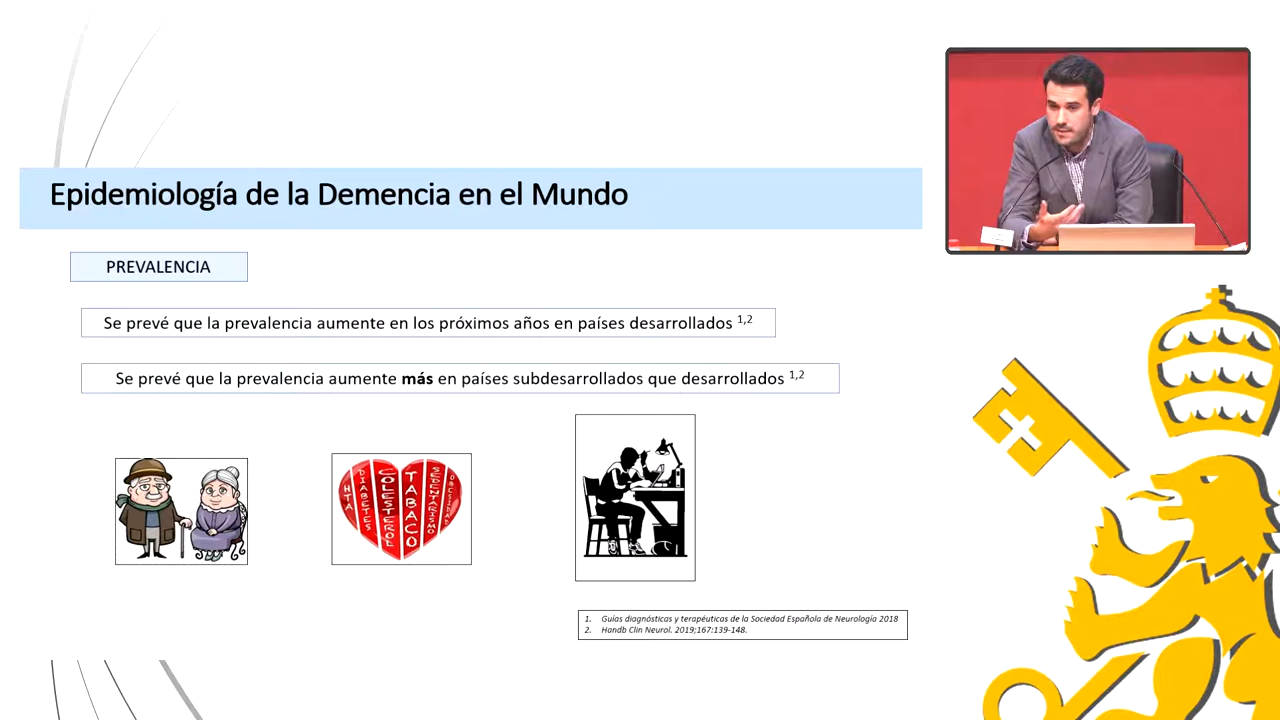 Epidemiología de la Demencia en el Mundo
PREVALENCIA
Se prevé que la prevalencia aumente en los próximos años en países desarrollados 1,2
Se prevé que la prevalencia aumente más en países subdesarrollados que desarrollados 1,2
HTA
DIABETES
COLESTEROL
TABACO
SEDENTARISMO
OBESIDAD
1. Guías diagnósticas y terapéuticas de la Sociedad Española de Neurología 2018
2. Handb Clin Neurol. 2019;167:139-148.